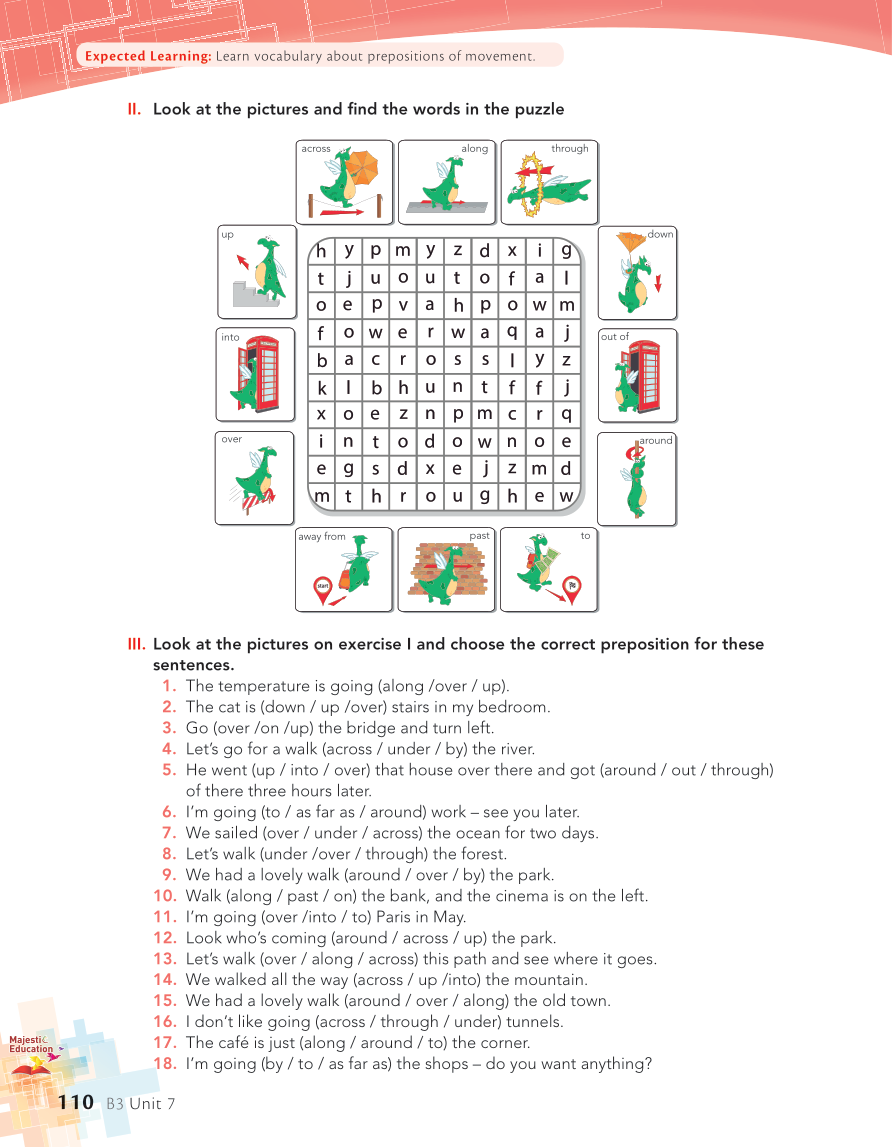 Expected Learning: Learn vocabulary about prepositions of movement.
II. Look at the pictures and find the words in the puzzle
across
along
through
up
down
h y p m y z d x i g
t j u o u t o f a l
o e p v a h p o w m
into
out of
f o w e r w a q a j
b a c r o s s l y z
k l b h u n t f f j
x o e z n p m c r q
over
around
i n t o d o w n o e
e g s d x e j z m d
m t h r o u g h e w
away from
past
to
start
III. Look at the pictures on exercise I and choose the correct preposition for these
sentences.
1. The temperature is going (along /over / up).
2. The cat is (down / up /over) stairs in my bedroom.
3. Go (over /on /up) the bridge and turn left.
4. Let’s go for a walk (across / under / by) the river.
5. He went (up / into / over) that house over there and got (around / out / through)
of there three hours later.
6. I’m going (to / as far as / around) work – see you later.
7. We sailed (over / under / across) the ocean for two days.
8. Let’s walk (under /over / through) the forest.
9. We had a lovely walk (around / over / by) the park.
10. Walk (along / past / on) the bank, and the cinema is on the left.
11. I’m going (over /into / to) Paris in May.
12. Look who’s coming (around / across / up) the park.
13. Let’s walk (over / along / across) this path and see where it goes.
14. We walked all the way (across / up /into) the mountain.
15. We had a lovely walk (around / over / along) the old town.
16. I don’t like going (across / through / under) tunnels.
17. The café is just (along / around / to) the corner.
18. I’m going (by / to / as far as) the shops – do you want anything?
Majestic
Education
110 B3 Unit 7